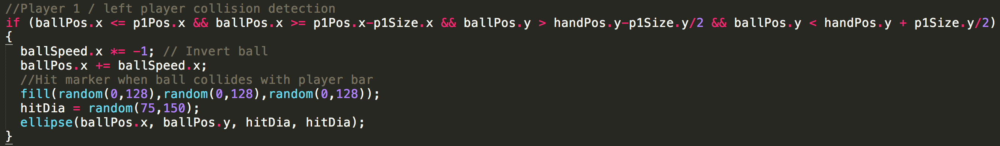 //Player 1 / left player collision detection
if (ballPos.x <= p1Pos.x && ballPos.x >= p1Pos.x-p1Size.x && ballPos.y > handPos.y-p1Size.y/2 && ballPos.y < handPos.y + p1Size.y/2)
{
  ballSpeed.x *= -1; // Invert ball
  ballPos.x += ballSpeed.x;
  //Hit marker when ball collides with player bar
  fill(random(0,128),random(0,128),random(0,128));
  hitDia = random(75,150);
  ellipse(ballPos.x, ballPos.y, hitDia, hitDia);
}